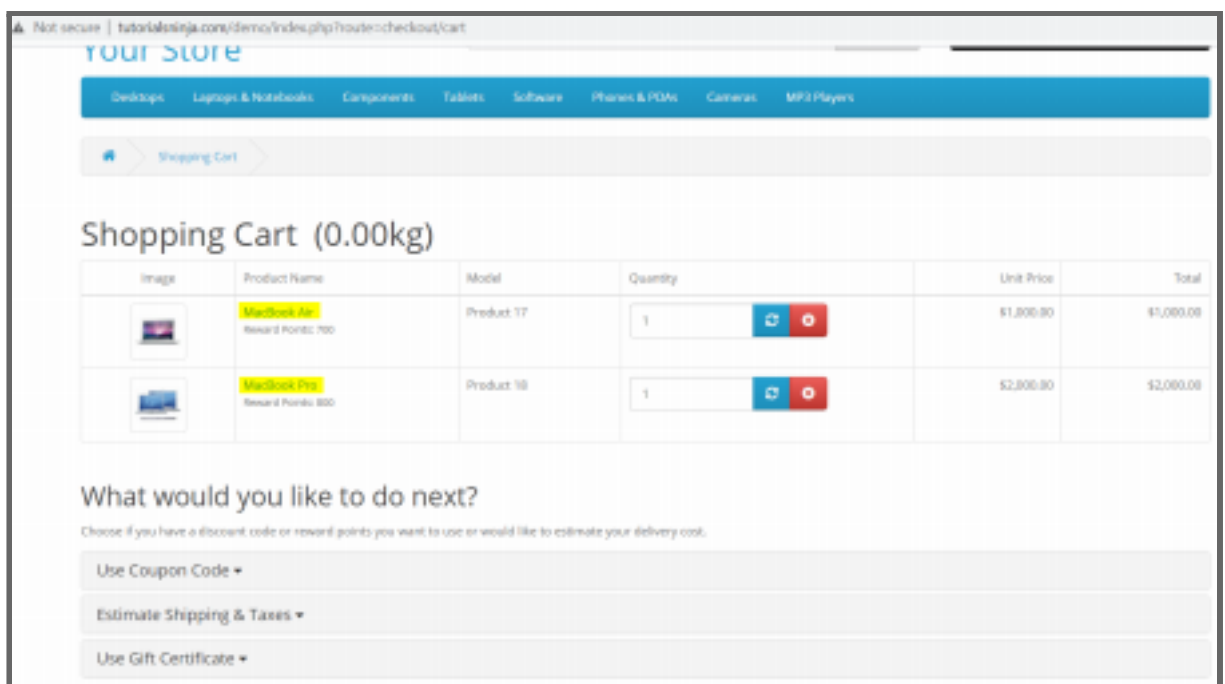 Not secure | tutorialsninja.com/demo/index.php?route=checkout/cart
Your Store
Desktops Laptops & Notebooks Components Tablets Software Phones & PDAs Cameras MP3 Players
Shopping Cart
Shopping Cart (0.00kg)
Image Product Name Model Quantity Unit Price Total
MacBook Air Product 17 1 $1,000.00 $1,000.00
Reward Points: 700
MacBook Pro Product 18 1 $2,000.00 $2,000.00
Reward Points: 800
What would you like to do next?
Choose if you have a discount code or reward points you want to use or would like to estimate your delivery cost.
Use Coupon Code
Estimate Shipping & Taxes
Use Gift Certificate